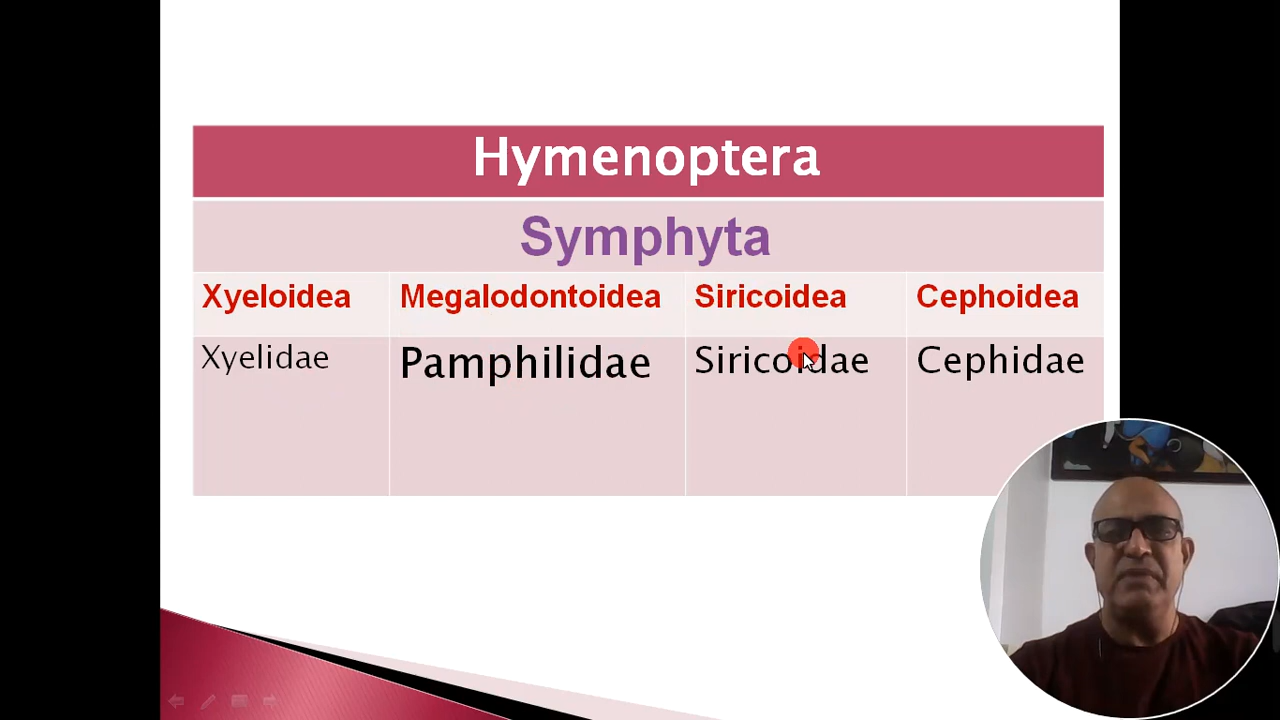 Hymenoptera
Symphyta
Xyeloidea Megalodontoidea Siricoidea Cephoidea
Xyelidae Pamphilidae Siricoidae Cephidae